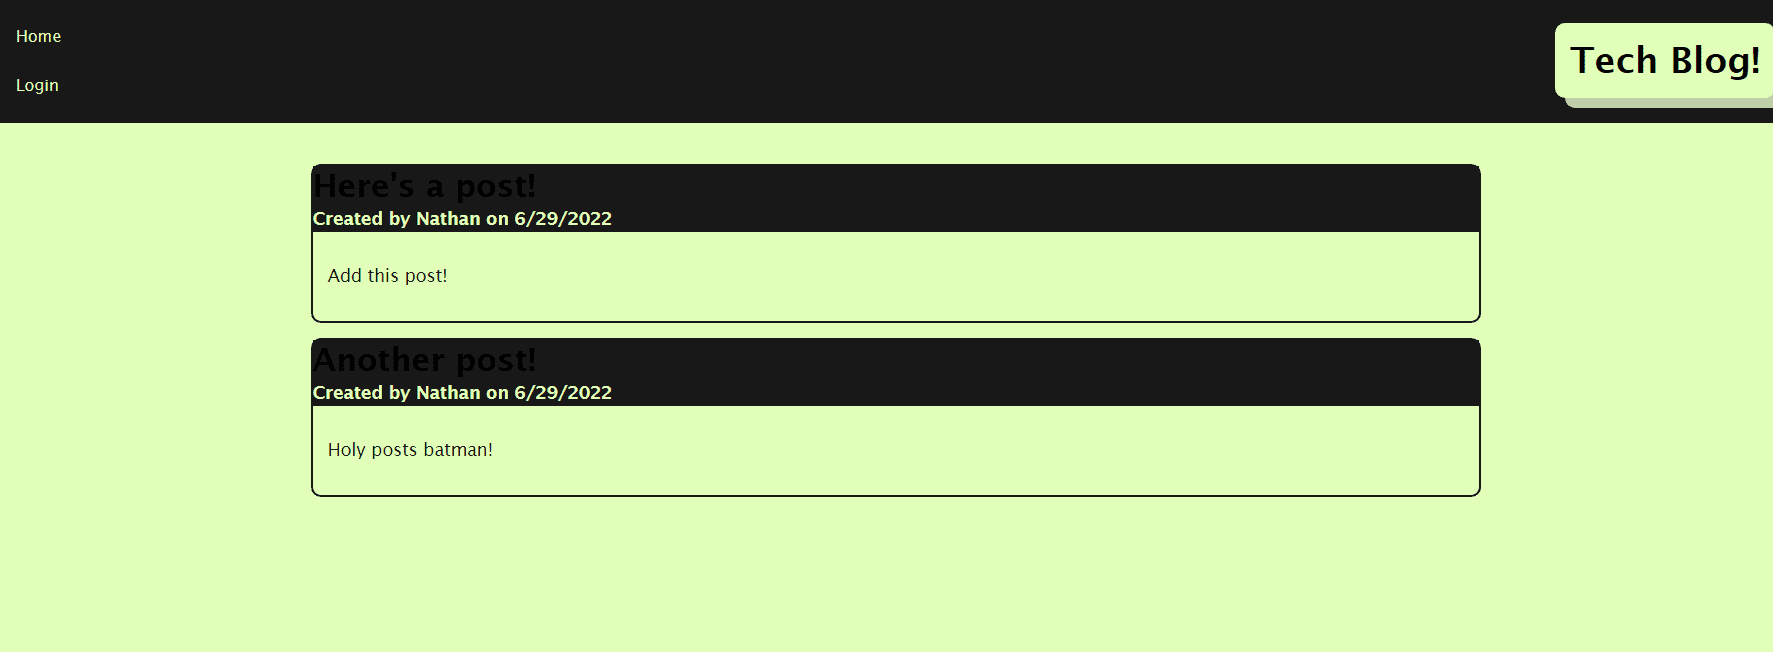 Home
Login
Tech Blog!
Here's a post!
Created by Nathan on 6/29/2022
Add this post!
Another post!
Created by Nathan on 6/29/2022
Holy posts batman!